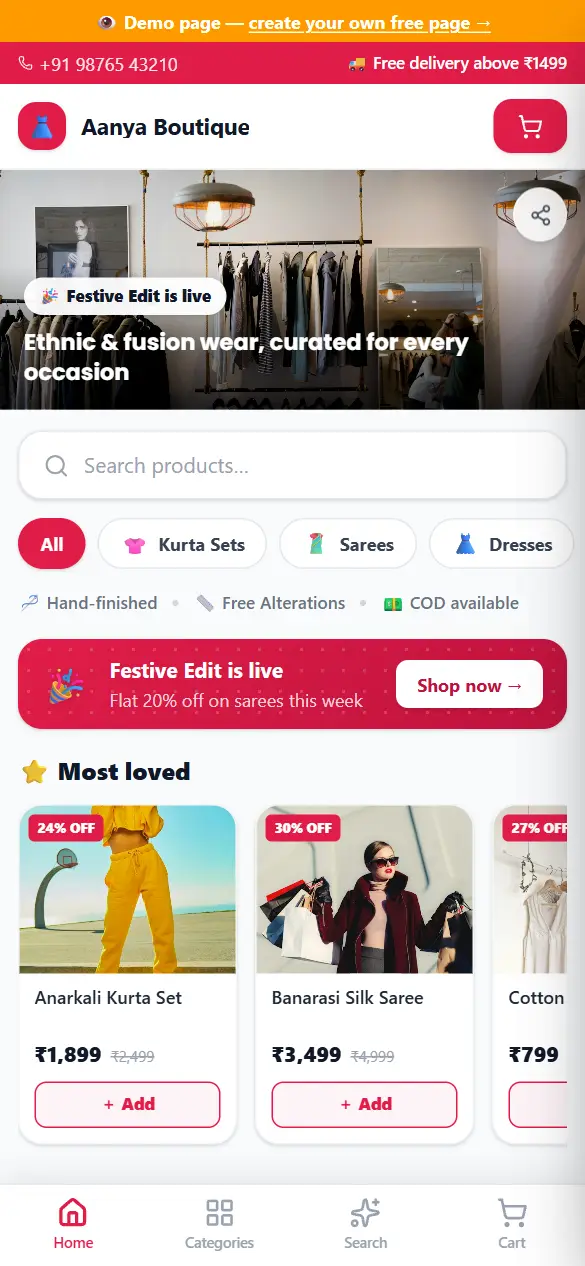 Demo page — create your own free page →
+91 98765 43210
Free delivery above ₹1499
Aanya Boutique
Festive Edit is live
Ethnic & fusion wear, curated for every
occasion
Search products...
All
Kurta Sets
Sarees
Dresses
Hand-finished • Free Alterations • COD available
Festive Edit is live
Flat 20% off on sarees this week
Shop now →
Most loved
24% OFF
30% OFF
27% OFF
Anarkali Kurta Set
Banarasi Silk Saree
Cotton
₹1,899 ₹2,499
₹3,499 ₹4,999
₹799
+ Add
+ Add
Home
Categories
Search
Cart